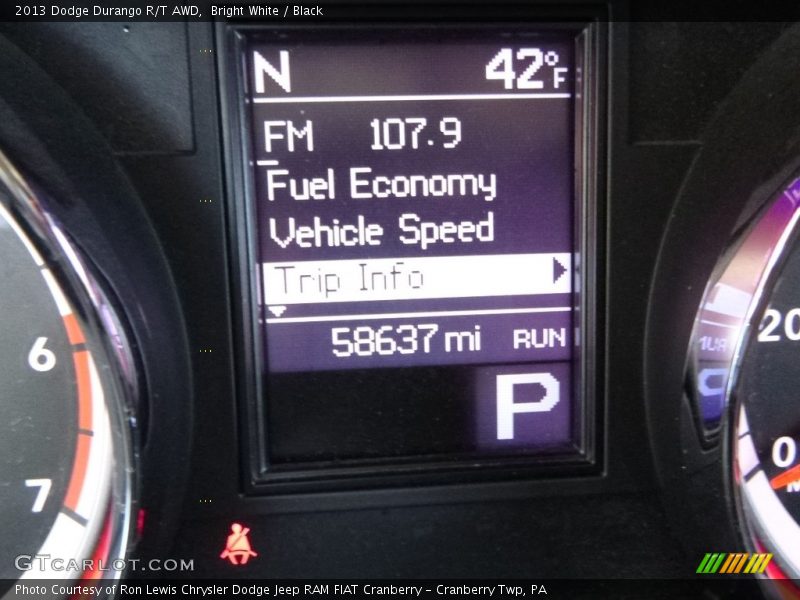 2013 Dodge Durango R/T AWD, Bright White / Black
N 42°F
FM 107.9
Fuel Economy
Vehicle Speed
Trip Info
58637 mi RUN
P
6
7
20
0
GTCARLOT.COM
Photo Courtesy of Ron Lewis Chrysler Dodge Jeep RAM FIAT Cranberry – Cranberry Twp, PA